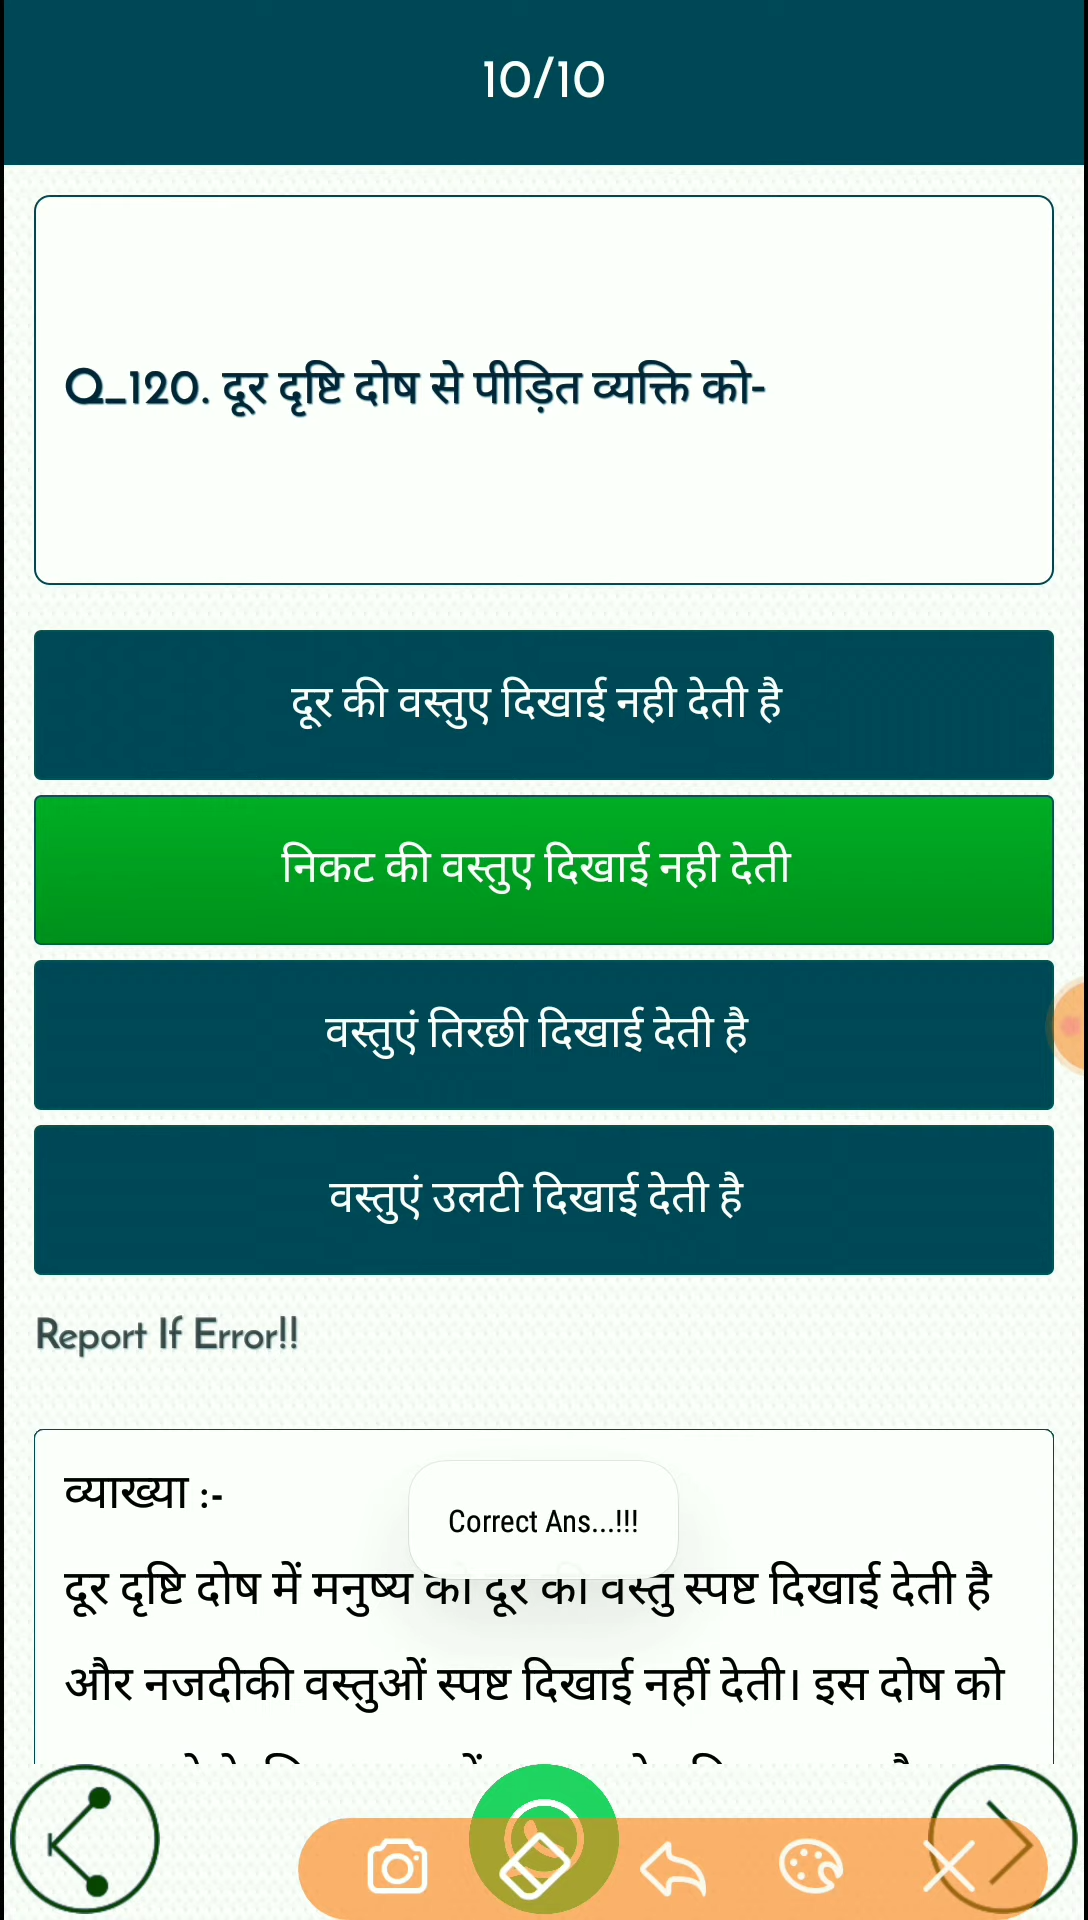 10/10
Q_120. दूर दृष्टि दोष से पीड़ित व्यक्ति को-
दूर की वस्तुए दिखाई नही देती है
निकट की वस्तुए दिखाई नही देती
वस्तुएं तिरछी दिखाई देती है
वस्तुएं उलटी दिखाई देती है
Report If Error!!
व्याख्या :-
Correct Ans...!!!
दूर दृष्टि दोष में मनुष्य को दूर की वस्तु स्पष्ट दिखाई देती है
और नजदीकी वस्तुओं स्पष्ट दिखाई नहीं देती। इस दोष को